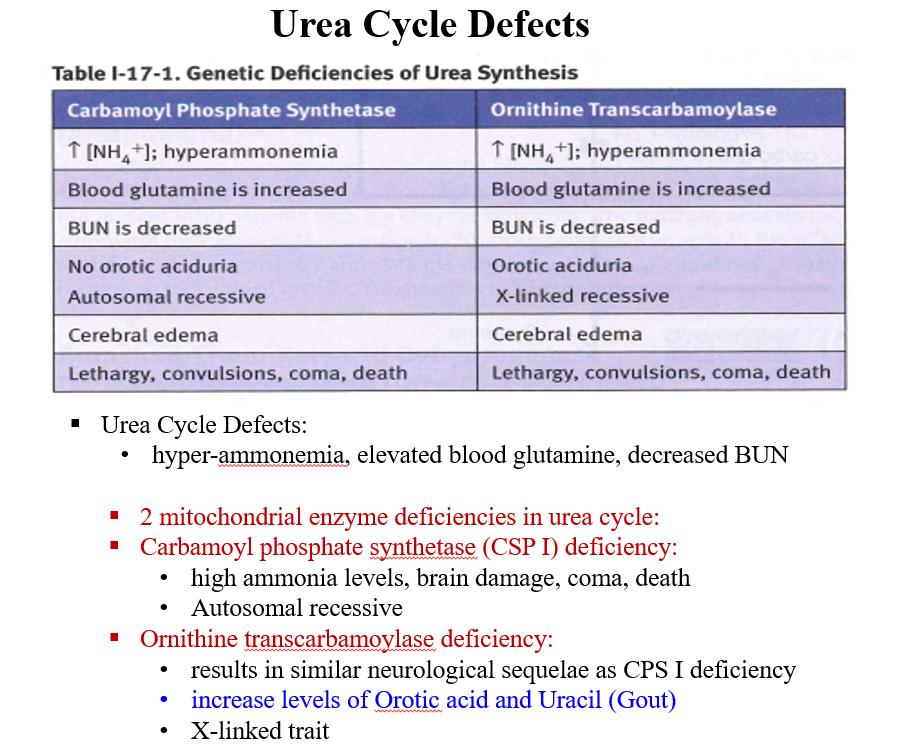 Urea Cycle Defects
Table I-17-1. Genetic Deficiencies of Urea Synthesis
Carbamoyl Phosphate Synthetase Ornithine Transcarbamoylase
↑ [NH₄⁺]; hyperammonemia ↑ [NH₄⁺]; hyperammonemia
Blood glutamine is increased Blood glutamine is increased
BUN is decreased BUN is decreased
No orotic aciduria Orotic aciduria
Autosomal recessive X-linked recessive
Cerebral edema Cerebral edema
Lethargy, convulsions, coma, death Lethargy, convulsions, coma, death
▪ Urea Cycle Defects:
• hyper-ammonemia, elevated blood glutamine, decreased BUN
▪ 2 mitochondrial enzyme deficiencies in urea cycle:
▪ Carbamoyl phosphate synthetase (CSP I) deficiency:
• high ammonia levels, brain damage, coma, death
• Autosomal recessive
▪ Ornithine transcarbamoylase deficiency:
• results in similar neurological sequelae as CPS I deficiency
• increase levels of Orotic acid and Uracil (Gout)
• X-linked trait